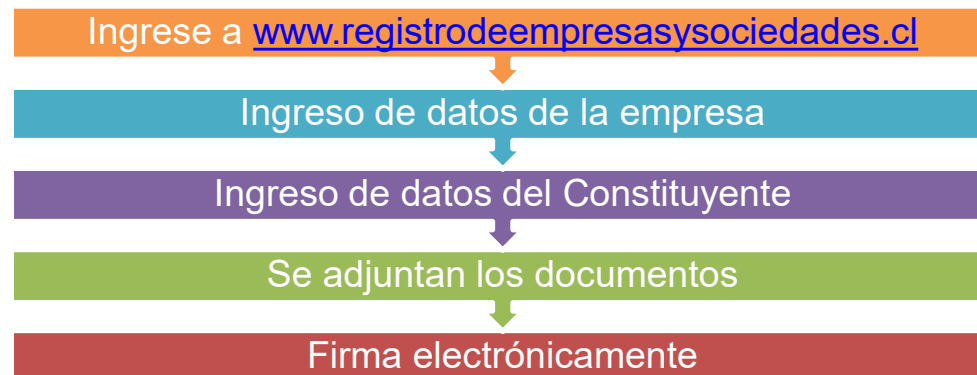 Ingrese a www.registrodeempresasysociedades.cl
Ingreso de datos de la empresa
Ingreso de datos del Constituyente
Se adjuntan los documentos
Firma electrónicamente